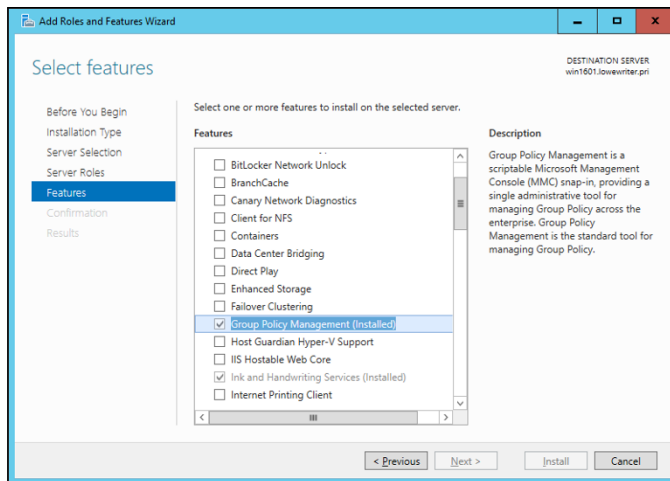 Add Roles and Features Wizard
Select features
DESTINATION SERVER
win1601.lowewriter.pri
Before You Begin
Installation Type
Server Selection
Server Roles
Features
Confirmation
Results
Select one or more features to install on the selected server.
Features
BitLocker Network Unlock
BranchCache
Canary Network Diagnostics
Client for NFS
Containers
Data Center Bridging
Direct Play
Enhanced Storage
Failover Clustering
Group Policy Management (Installed)
Host Guardian Hyper-V Support
IIS Hostable Web Core
Ink and Handwriting Services (Installed)
Internet Printing Client
Description
Group Policy Management is a
scriptable Microsoft Management
Console (MMC) snap-in, providing a
single administrative tool for
managing Group Policy across the
enterprise. Group Policy
Management is the standard tool for
managing Group Policy.
< Previous
Next >
Install
Cancel